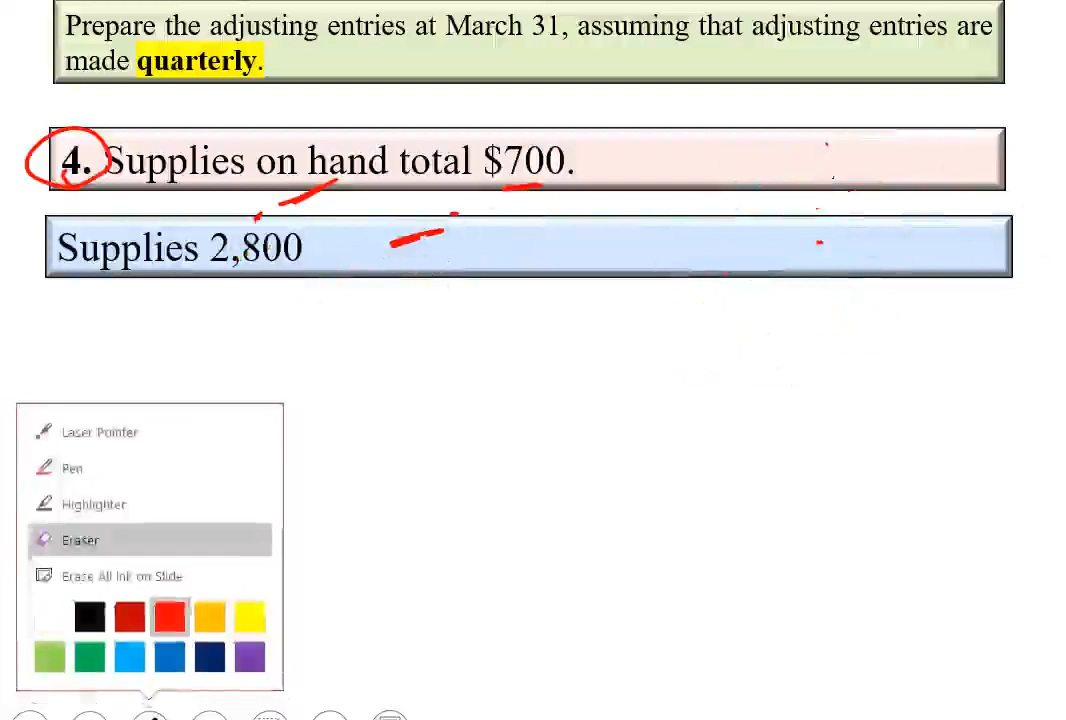 Prepare the adjusting entries at March 31, assuming that adjusting entries are
made quarterly.
4. Supplies on hand total $700.
Supplies 2,800
Laser Pointer
Pen
Highlighter
Eraser
Erase All Ink on Slide